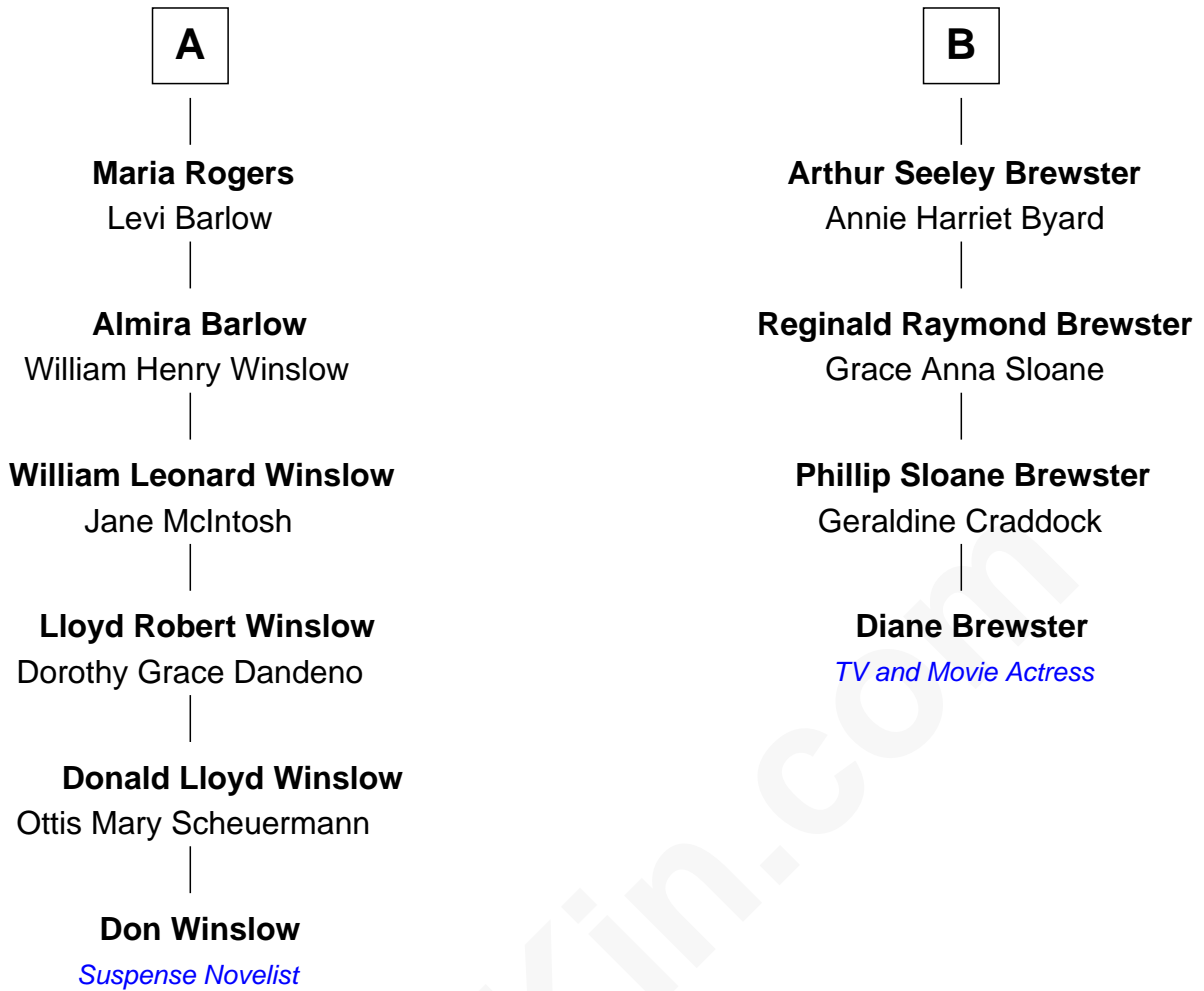 A
Maria Rogers
Levi Barlow
Almira Barlow
William Henry Winslow
William Leonard Winslow
Jane McIntosh
Lloyd Robert Winslow
Dorothy Grace Dandeno
Donald Lloyd Winslow
Ottis Mary Scheuermann
Don Winslow
Suspense Novelist
B
Arthur Seeley Brewster
Annie Harriet Byard
Reginald Raymond Brewster
Grace Anna Sloane
Phillip Sloane Brewster
Geraldine Craddock
Diane Brewster
TV and Movie Actress